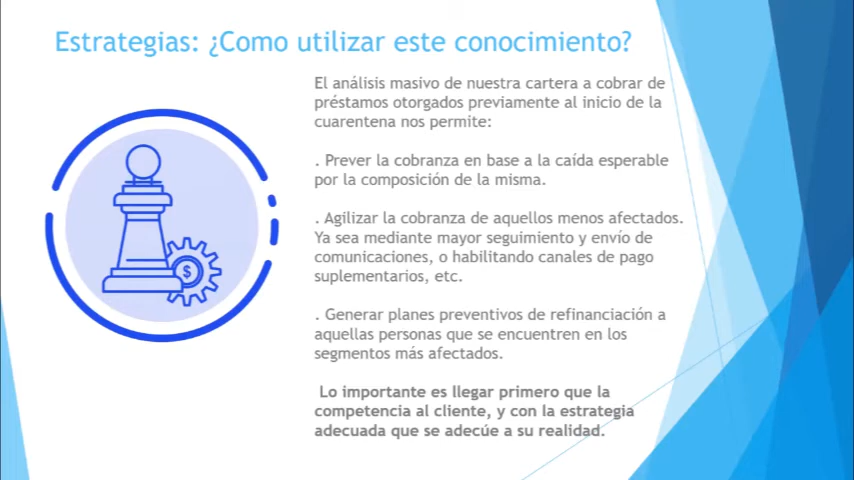 Estrategias: ¿Como utilizar este conocimiento?
El análisis masivo de nuestra cartera a cobrar de
préstamos otorgados previamente al inicio de la
cuarentena nos permite:
. Prever la cobranza en base a la caída esperable
por la composición de la misma.
. Agilizar la cobranza de aquellos menos afectados.
Ya sea mediante mayor seguimiento y envío de
comunicaciones, o habilitando canales de pago
suplementarios, etc.
. Generar planes preventivos de refinanciación a
aquellas personas que se encuentren en los
segmentos más afectados.
Lo importante es llegar primero que la
competencia al cliente, y con la estrategia
adecuada que se adecúe a su realidad.
$